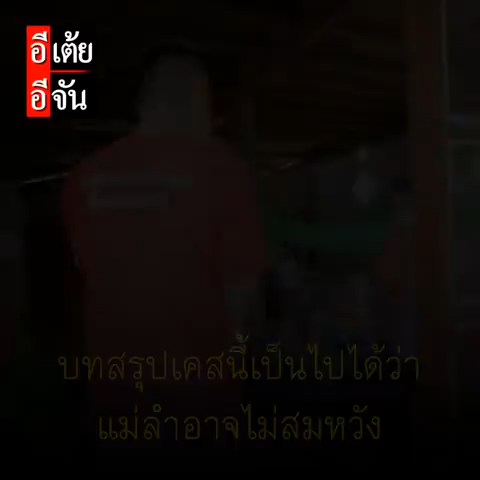 อีเต้ย
อีจัน
บทสรุปเคสนี้เป็นไปได้ว่า
แม่ลำอาจไม่สมหวัง